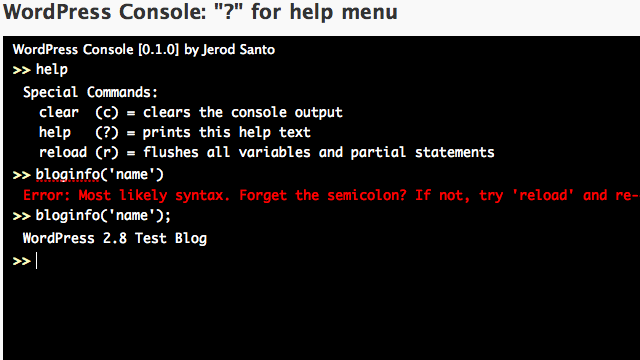 WordPress Console: "?" for help menu
WordPress Console [0.1.0] by Jerod Santo
>> help
Special Commands:
clear (c) = clears the console output
help (?) = prints this help text
reload (r) = flushes all variables and partial statements
>> bloginfo('name')
Error: Most likely syntax. Forget the semicolon? If not, try 'reload' and re-
>> bloginfo('name');
WordPress 2.8 Test Blog
>>